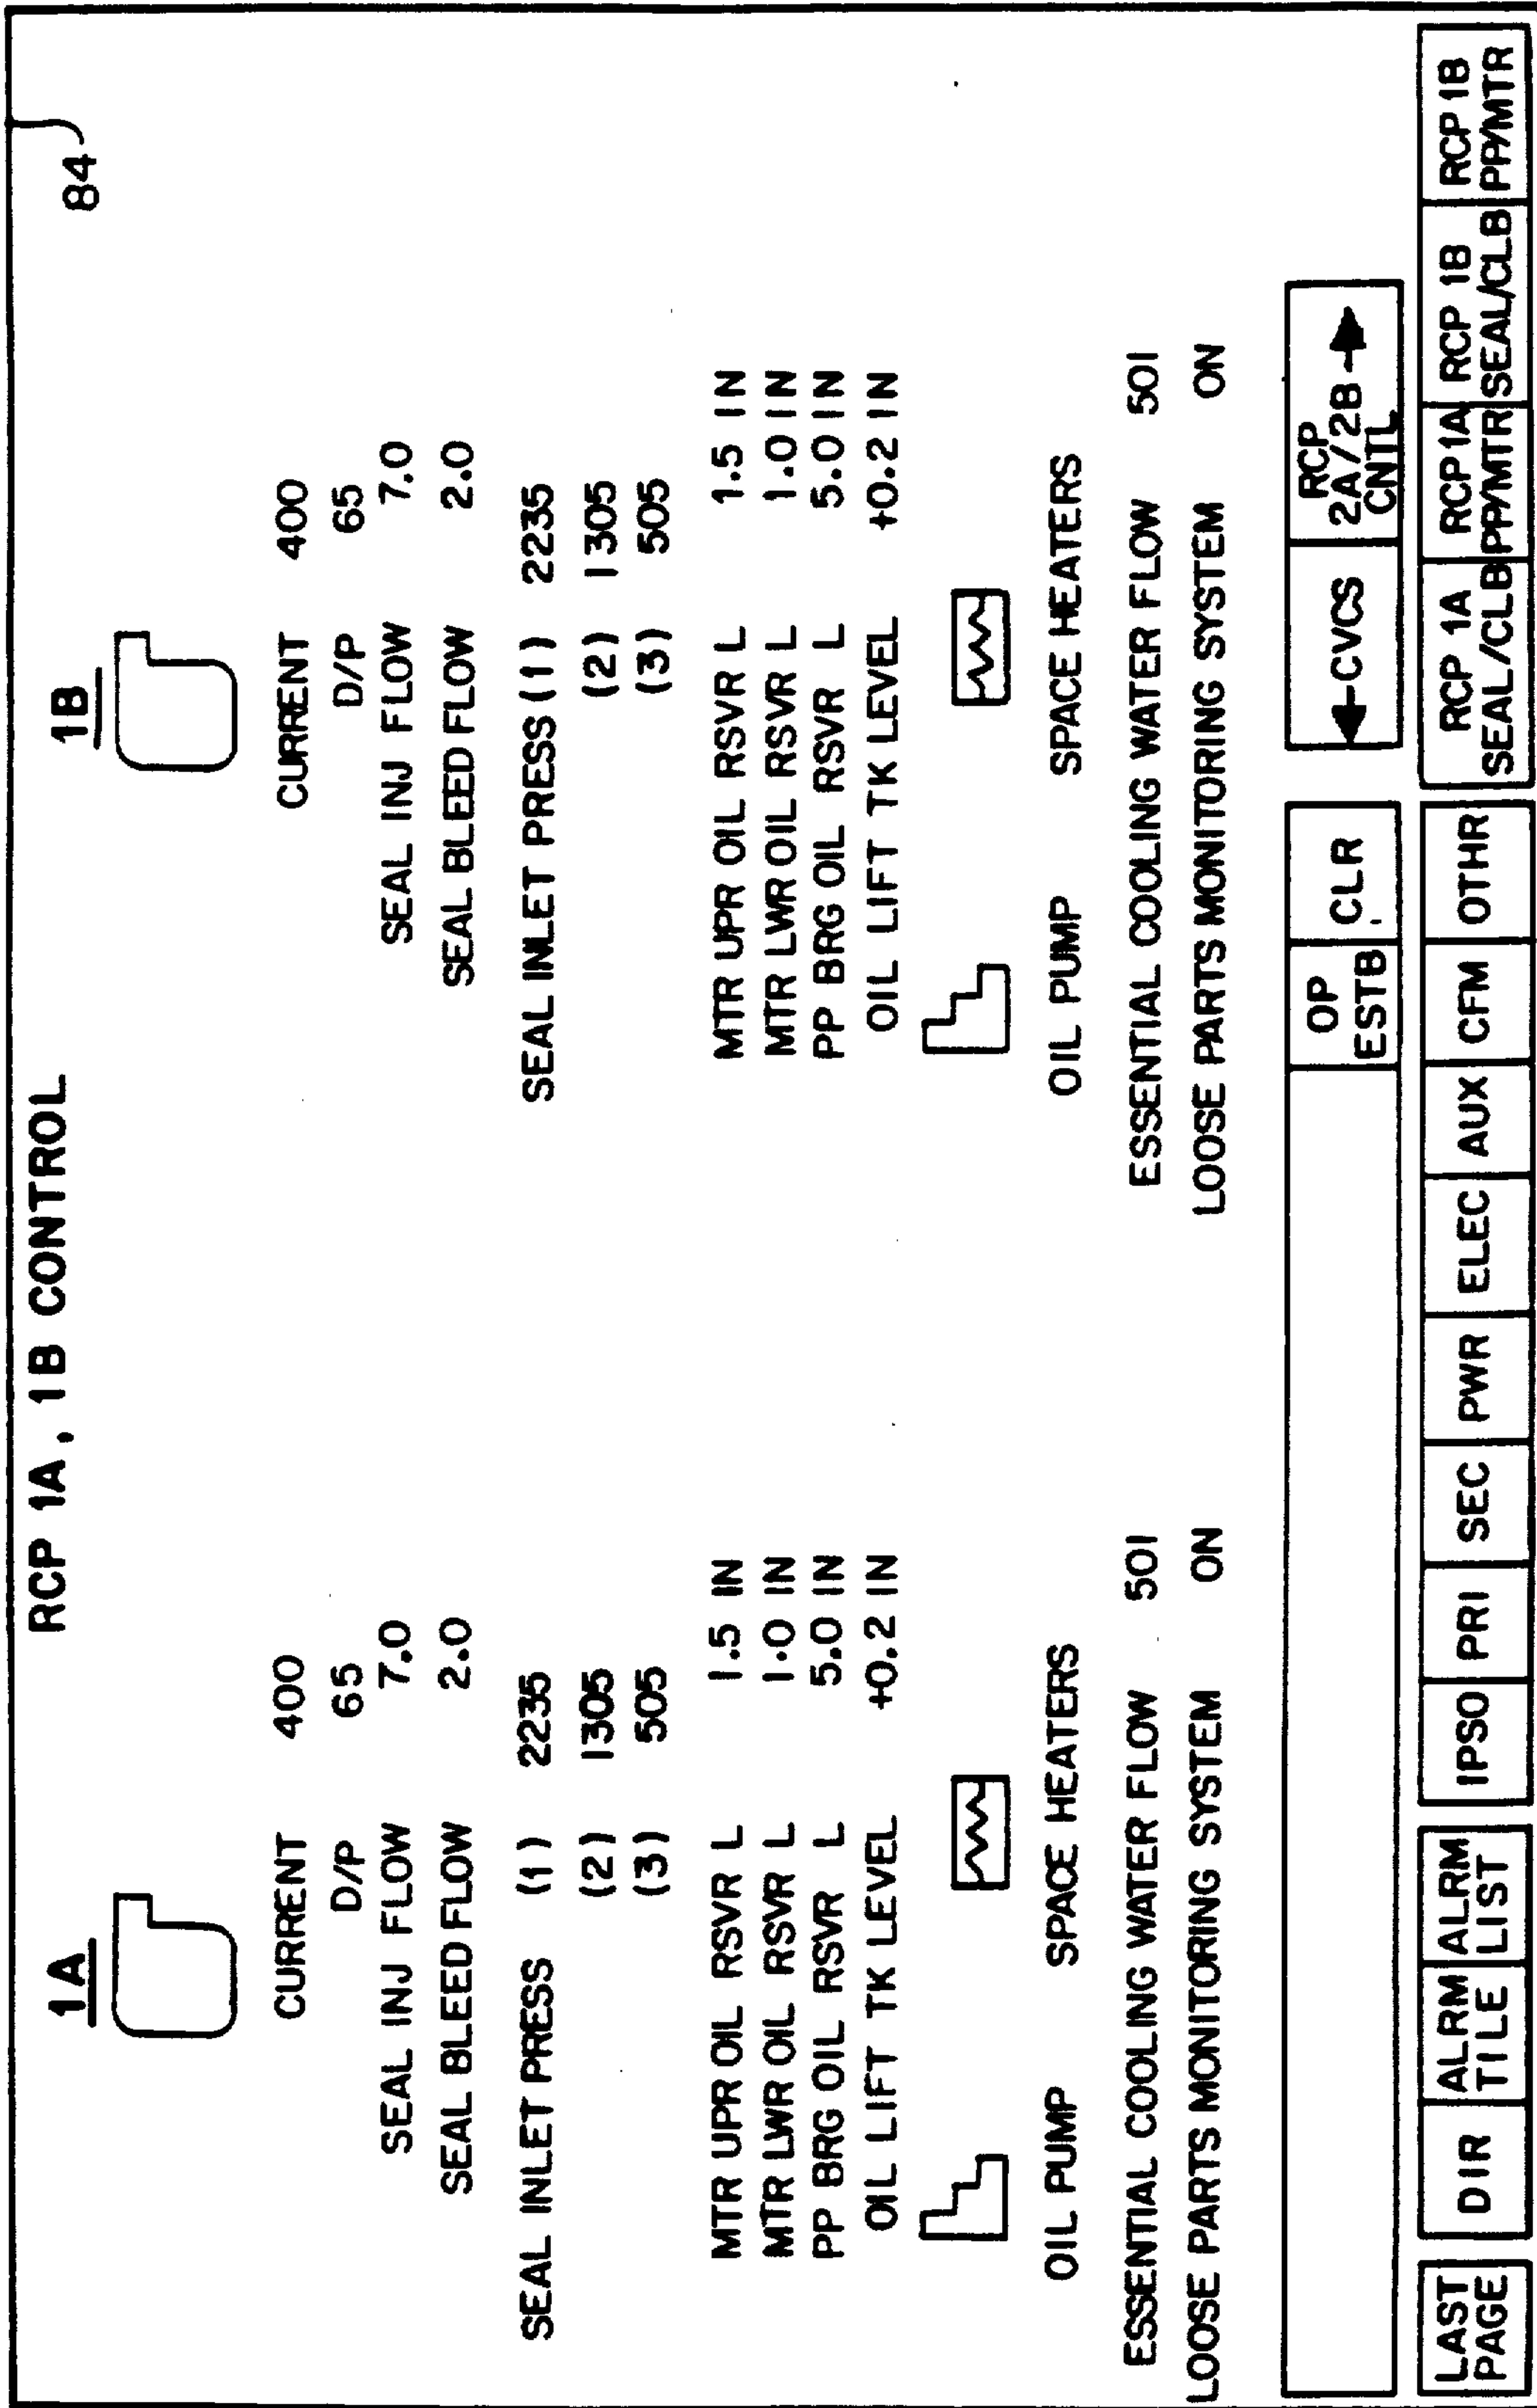 RCP 1A, 1B CONTROL
84
1A
CURRENT 400
D/P 65
SEAL INJ FLOW 7.0
SEAL BLEED FLOW 2.0
SEAL INLET PRESS (1) 2235
(2) 1305
(3) 505
MTR UPR OIL RSVR L 1.5 IN
MTR LWR OIL RSVR L 1.0 IN
PP BRG OIL RSVR L 5.0 IN
OIL LIFT TK LEVEL +0.2 IN
OIL PUMP SPACE HEATERS
ESSENTIAL COOLING WATER FLOW 501
LOOSE PARTS MONITORING SYSTEM ON
1B
CURRENT 400
D/P 65
SEAL INJ FLOW 7.0
SEAL BLEED FLOW 2.0
SEAL INLET PRESS (1) 2235
(2) 1305
(3) 505
MTR UPR OIL RSVR L 1.5 IN
MTR LWR OIL RSVR L 1.0 IN
PP BRG OIL RSVR L 5.0 IN
OIL LIFT TK LEVEL +0.2 IN
OIL PUMP SPACE HEATERS
ESSENTIAL COOLING WATER FLOW 501
LOOSE PARTS MONITORING SYSTEM ON
OP
ESTB
CLR
←CVCS
RCP
2A/2B→
CNTL
LAST
PAGE
DIR
ALRM
TILE
ALRM
LIST
IPSO
PRI
SEC
PWR
ELEC
AUX
CFM
OTHR
RCP 1A
SEAL/CLB
RCP 1A
PP/MTR
RCP 1B
SEAL/CLB
RCP 1B
PP/MTR